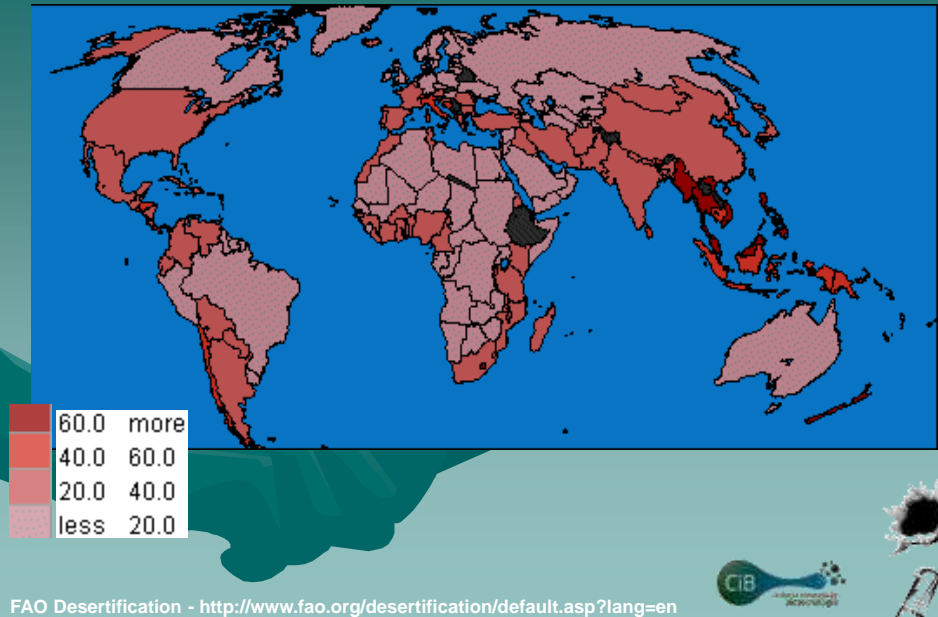 60.0 more
40.0 60.0
20.0 40.0
less 20.0
CiB
FAO Desertification - http://www.fao.org/desertification/default.asp?lang=en